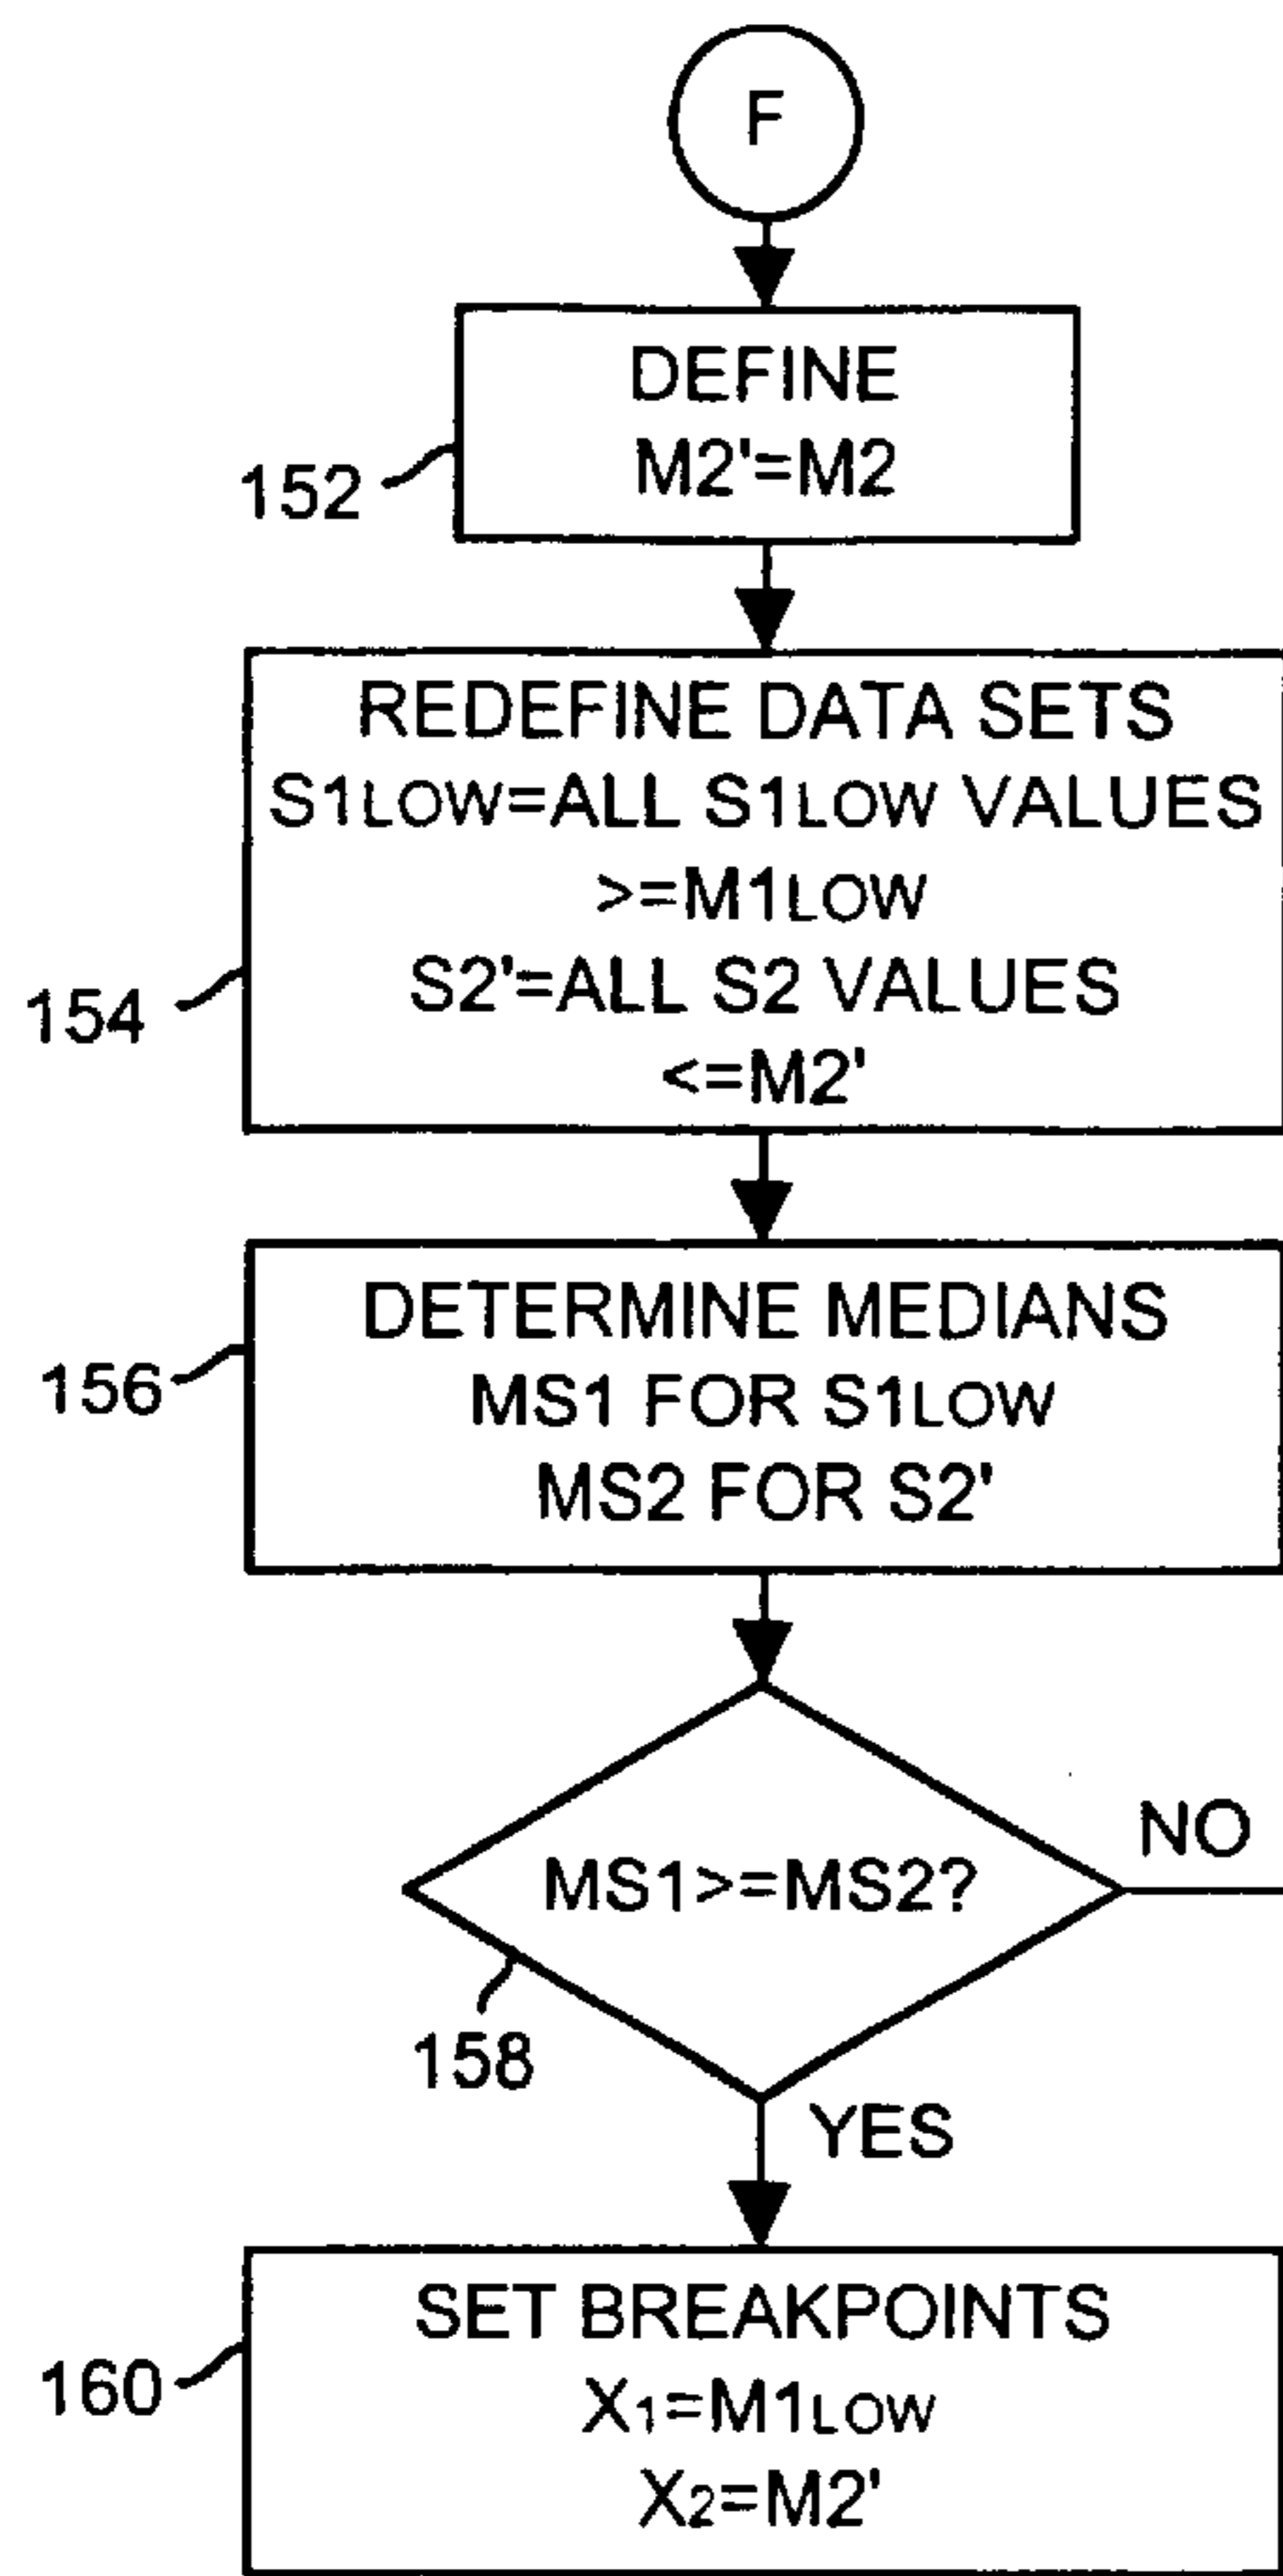 F
DEFINE
M2'=M2
152
REDEFINE DATA SETS
S1LOW=ALL S1LOW VALUES
>=M1LOW
S2'=ALL S2 VALUES
<=M2'
154
DETERMINE MEDIANS
MS1 FOR S1LOW
MS2 FOR S2'
156
MS1>=MS2?
NO
158
YES
SET BREAKPOINTS
X1=M1LOW
X2=M2'
160